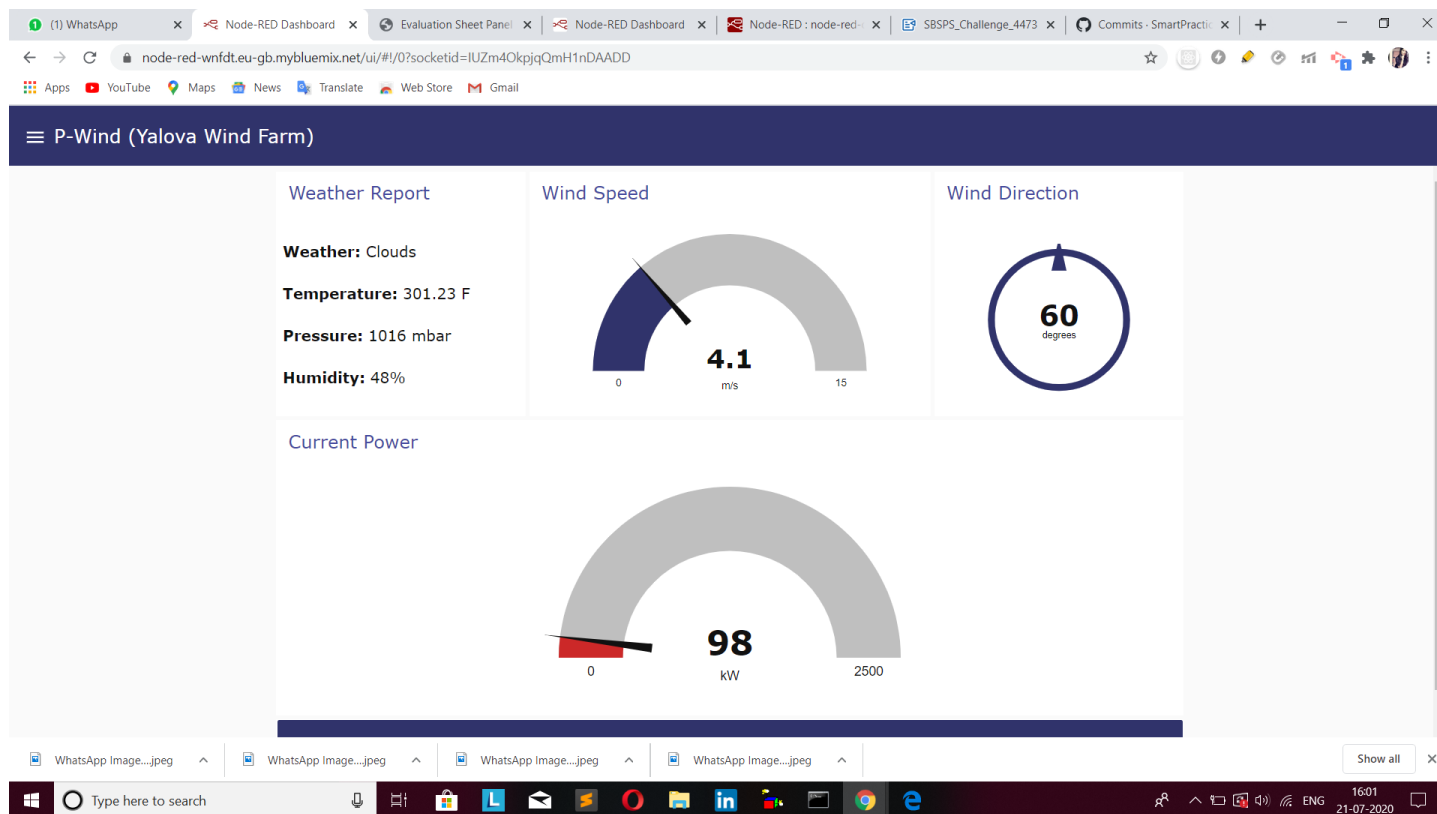 (1) WhatsApp
Node-RED Dashboard
Evaluation Sheet Panel
Node-RED Dashboard
Node-RED : node-red-
SBSPS_Challenge_4473
Commits · SmartPractic
node-red-wnfdt.eu-gb.mybluemix.net/ui/#!/0?socketid=IUZm4OkpjqQmH1nDAADD
Apps
YouTube
Maps
News
Translate
Web Store
Gmail
P-Wind (Yalova Wind Farm)
Weather Report
Weather: Clouds
Temperature: 301.23 F
Pressure: 1016 mbar
Humidity: 48%
Wind Speed
4.1
m/s
0
15
Wind Direction
60
degrees
Current Power
98
kW
0
2500
WhatsApp Image....jpeg
WhatsApp Image....jpeg
WhatsApp Image....jpeg
WhatsApp Image....jpeg
Show all
Type here to search
ENG
16:01
21-07-2020